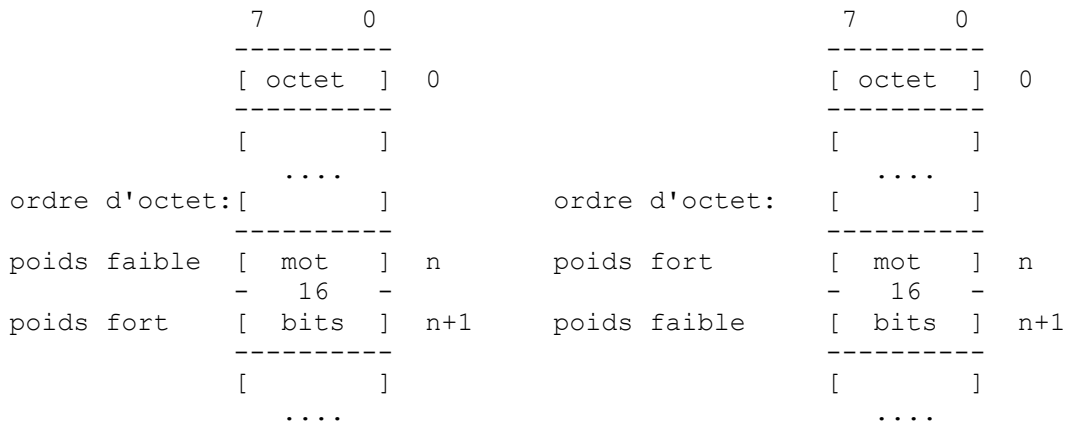 7 0 7 0
---------- ----------
[ octet ] 0 [ octet ] 0
---------- ----------
[ ] [ ]
.... ....
ordre d'octet:[ ] ordre d'octet: [ ]
---------- ----------
poids faible [ mot ] n poids fort [ mot ] n
- 16 - - 16 -
poids fort [ bits ] n+1 poids faible [ bits ] n+1
---------- ----------
[ ] [ ]
.... ....